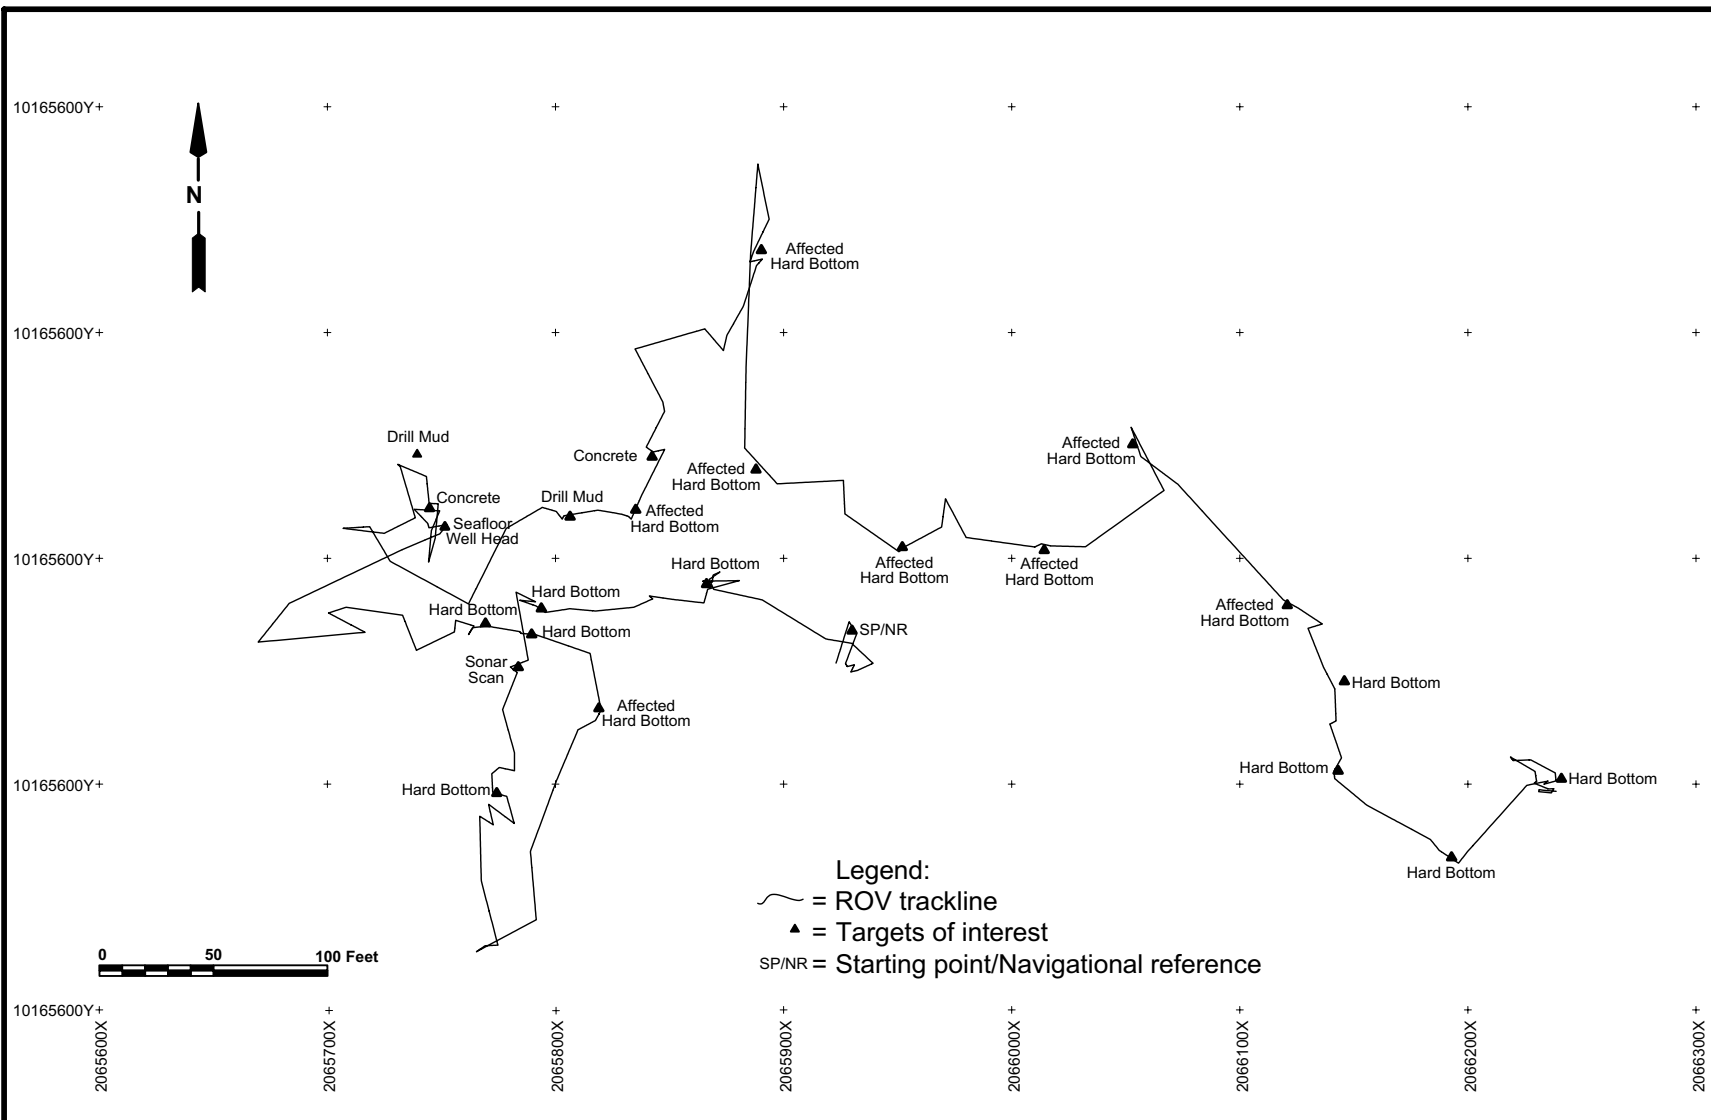 10165600Y
N
Affected
Hard Bottom
10165600Y
Drill Mud
Affected
Hard Bottom
Concrete
Affected
Hard Bottom
Concrete
Drill Mud
Affected
Hard Bottom
Seafloor
Well Head
10165600Y
Hard Bottom
Affected
Hard Bottom
Affected
Hard Bottom
Hard Bottom
Hard Bottom
Affected
Hard Bottom
Hard Bottom
SP/NR
Sonar
Scan
Hard Bottom
Affected
Hard Bottom
10165600Y
Hard Bottom
Hard Bottom
Hard Bottom
Hard Bottom
Legend:
= ROV trackline
= Targets of interest
SP/NR = Starting point/Navigational reference
0 50 100 Feet
10165600Y
2065600X
2065700X
2065800X
2065900X
2066000X
2066100X
2066200X
2066300X